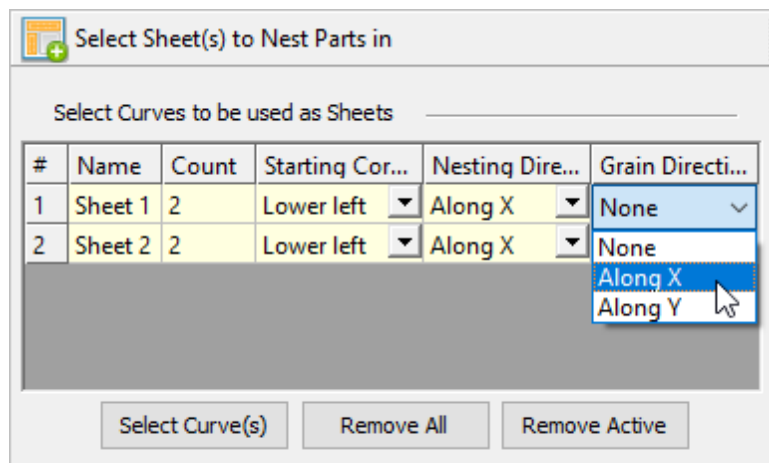 Select Sheet(s) to Nest Parts in
Select Curves to be used as Sheets
# Name Count Starting Cor... Nesting Dire... Grain Directi...
1 Sheet 1 2 Lower left Along X None
2 Sheet 2 2 Lower left Along X None
Along X
Along Y
Select Curve(s) Remove All Remove Active